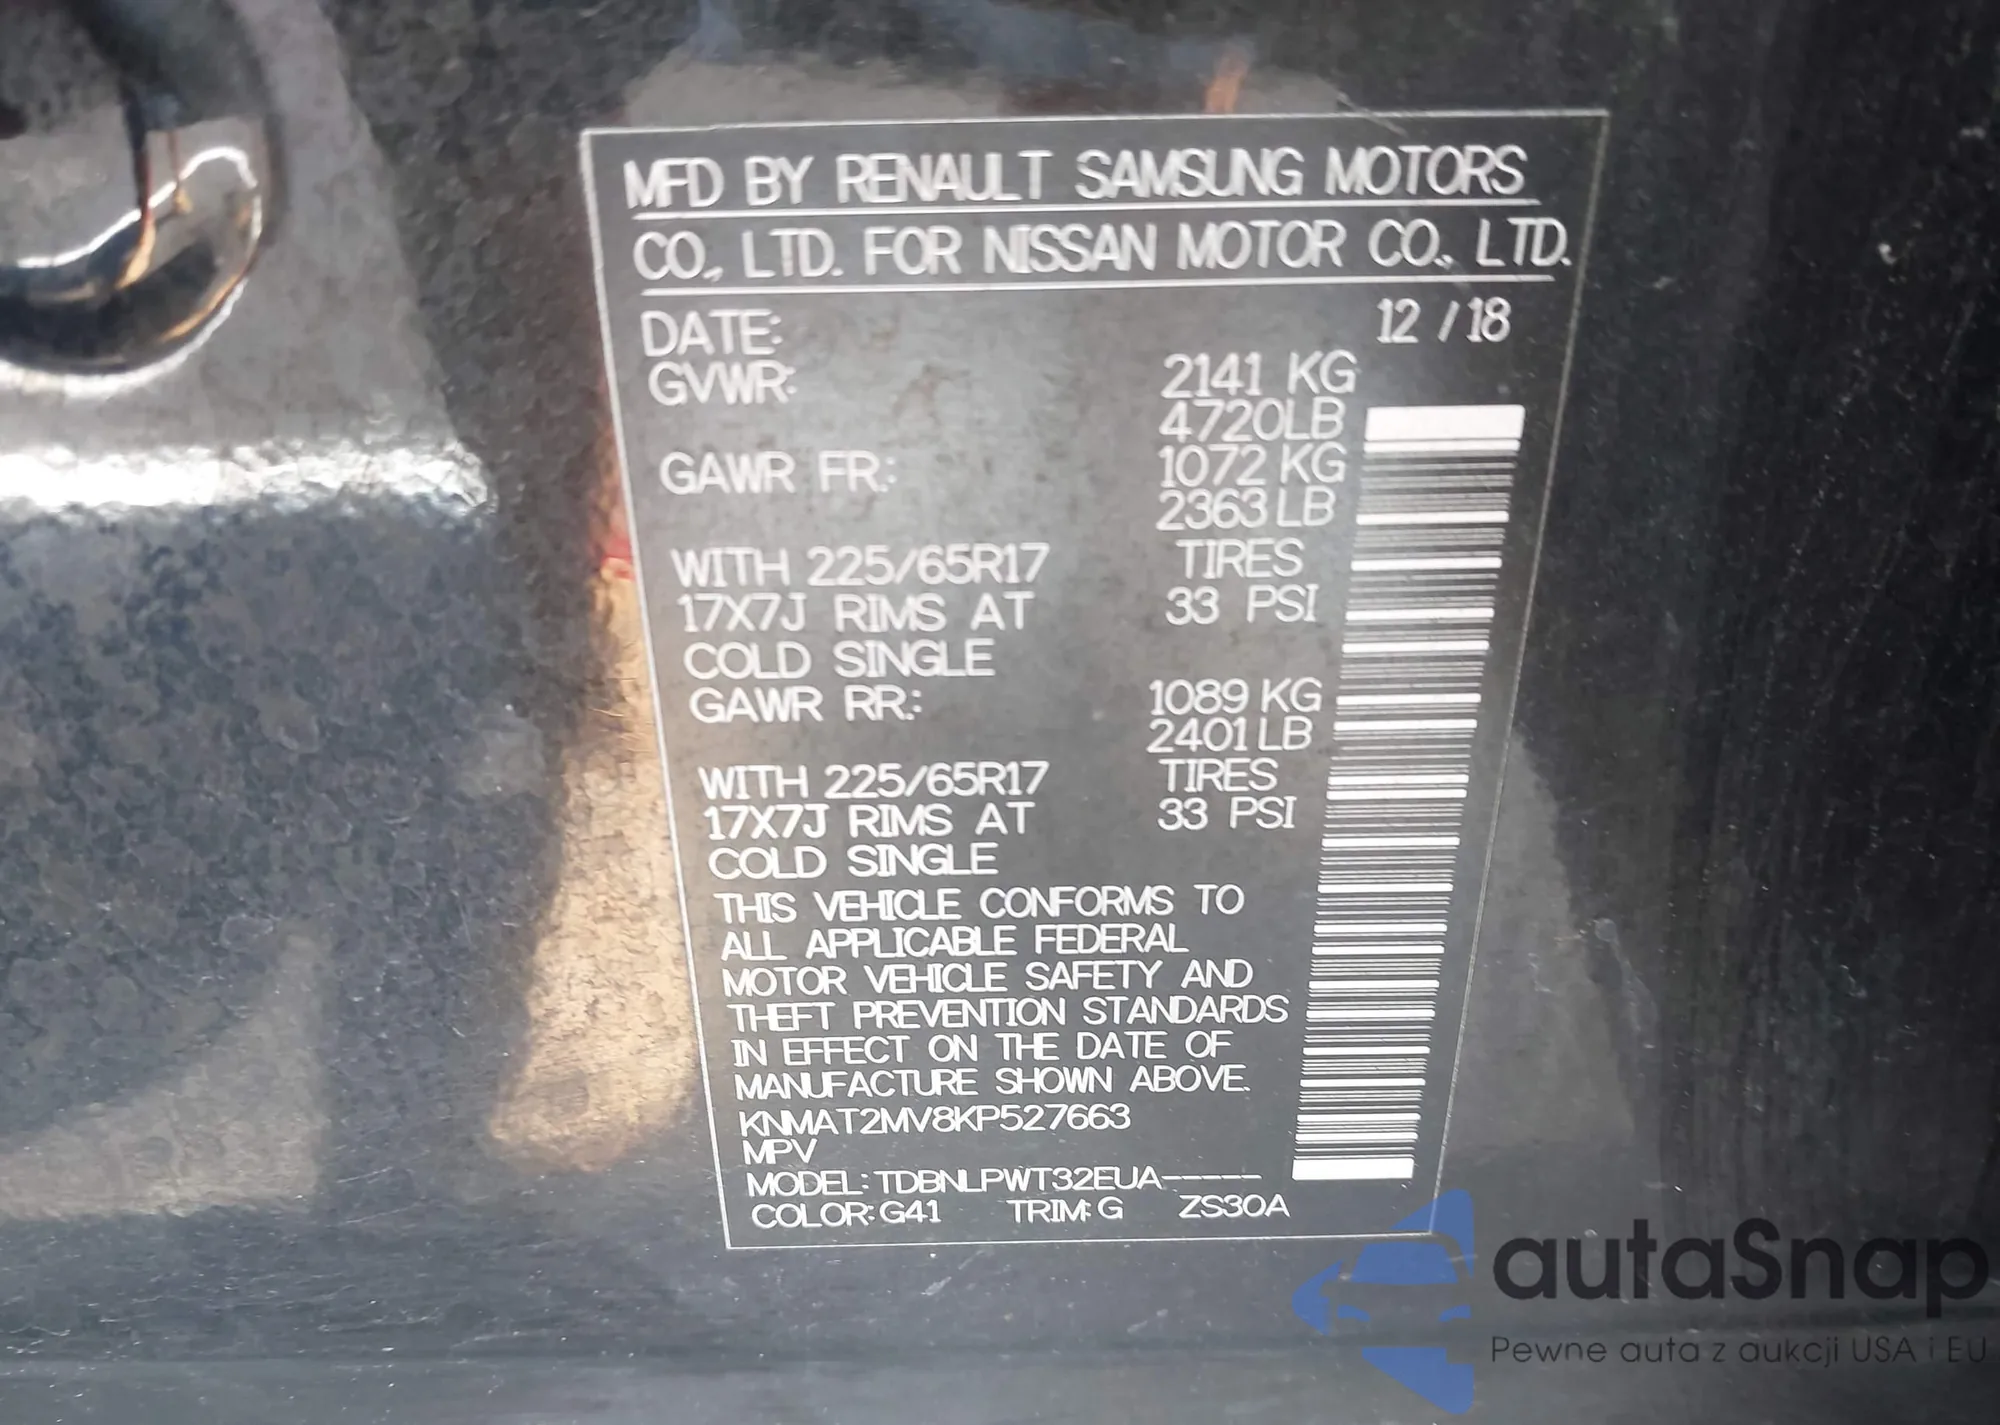 MFD BY RENAULT SAMSUNG MOTORS
CO., LTD. FOR NISSAN MOTOR CO., LTD.
DATE: 12 / 18
GVWR: 2141 KG
4720LB
GAWR FR.: 1072 KG
2363 LB
WITH 225/65R17 TIRES
17X7J RIMS AT 33 PSI
COLD SINGLE
GAWR RR.: 1089 KG
2401 LB
WITH 225/65R17 TIRES
17X7J RIMS AT 33 PSI
COLD SINGLE
THIS VEHICLE CONFORMS TO
ALL APPLICABLE FEDERAL
MOTOR VEHICLE SAFETY AND
THEFT PREVENTION STANDARDS
IN EFFECT ON THE DATE OF
MANUFACTURE SHOWN ABOVE.
KNMAT2MV8KP527663
MPV
MODEL: TDBNLPWT32EUA-----
COLOR: G41 TRIM: G ZS30A
autaSnap
Pewne auta z aukcji USA i EU